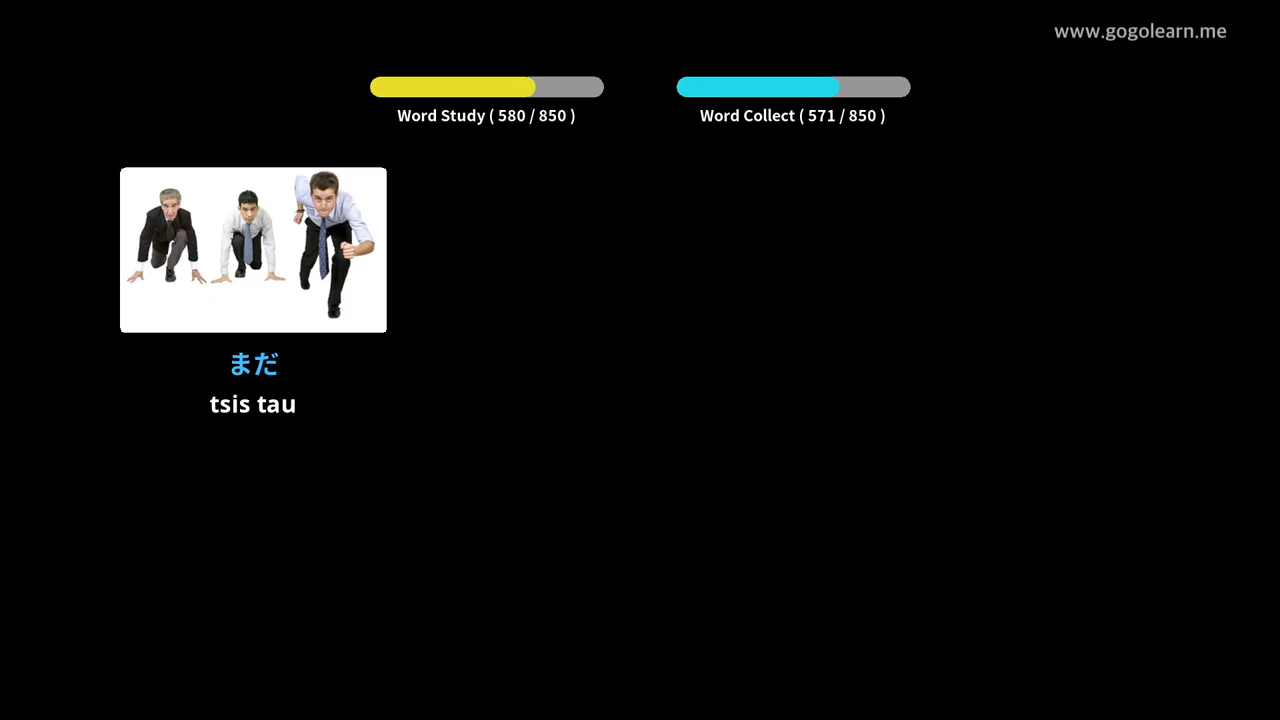 www.gogolearn.me
Word Study ( 580 / 850 )
Word Collect ( 571 / 850 )
まだ
tsis tau